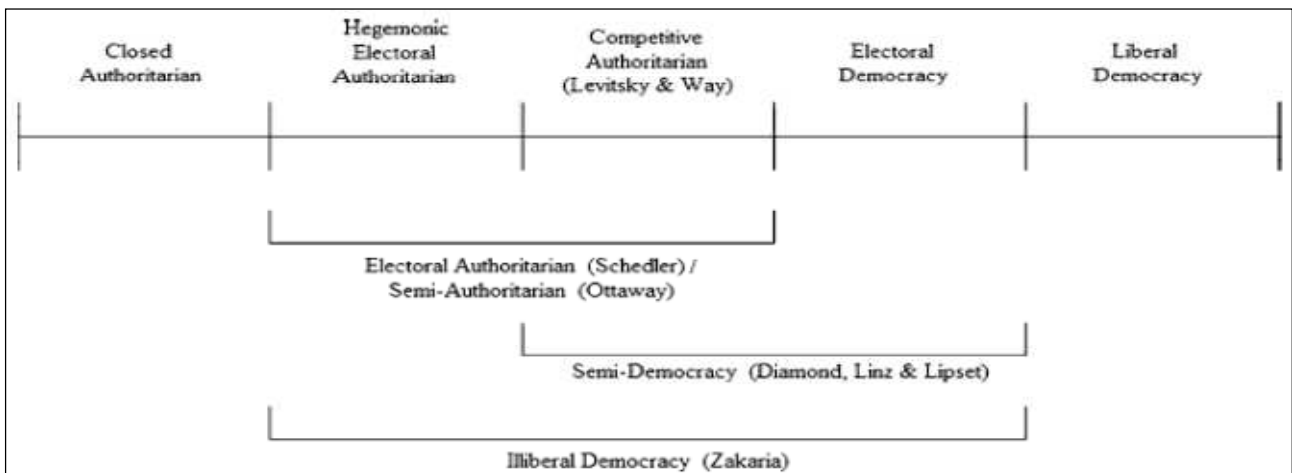 Closed
Authoritarian
Hegemonic
Electoral
Authoritarian
Competitive
Authoritarian
(Levitsky & Way)
Electoral
Democracy
Liberal
Democracy
Electoral Authoritarian (Schedler) /
Semi-Authoritarian (Ottaway)
Semi-Democracy (Diamond, Linz & Lipset)
Illiberal Democracy (Zakaria)